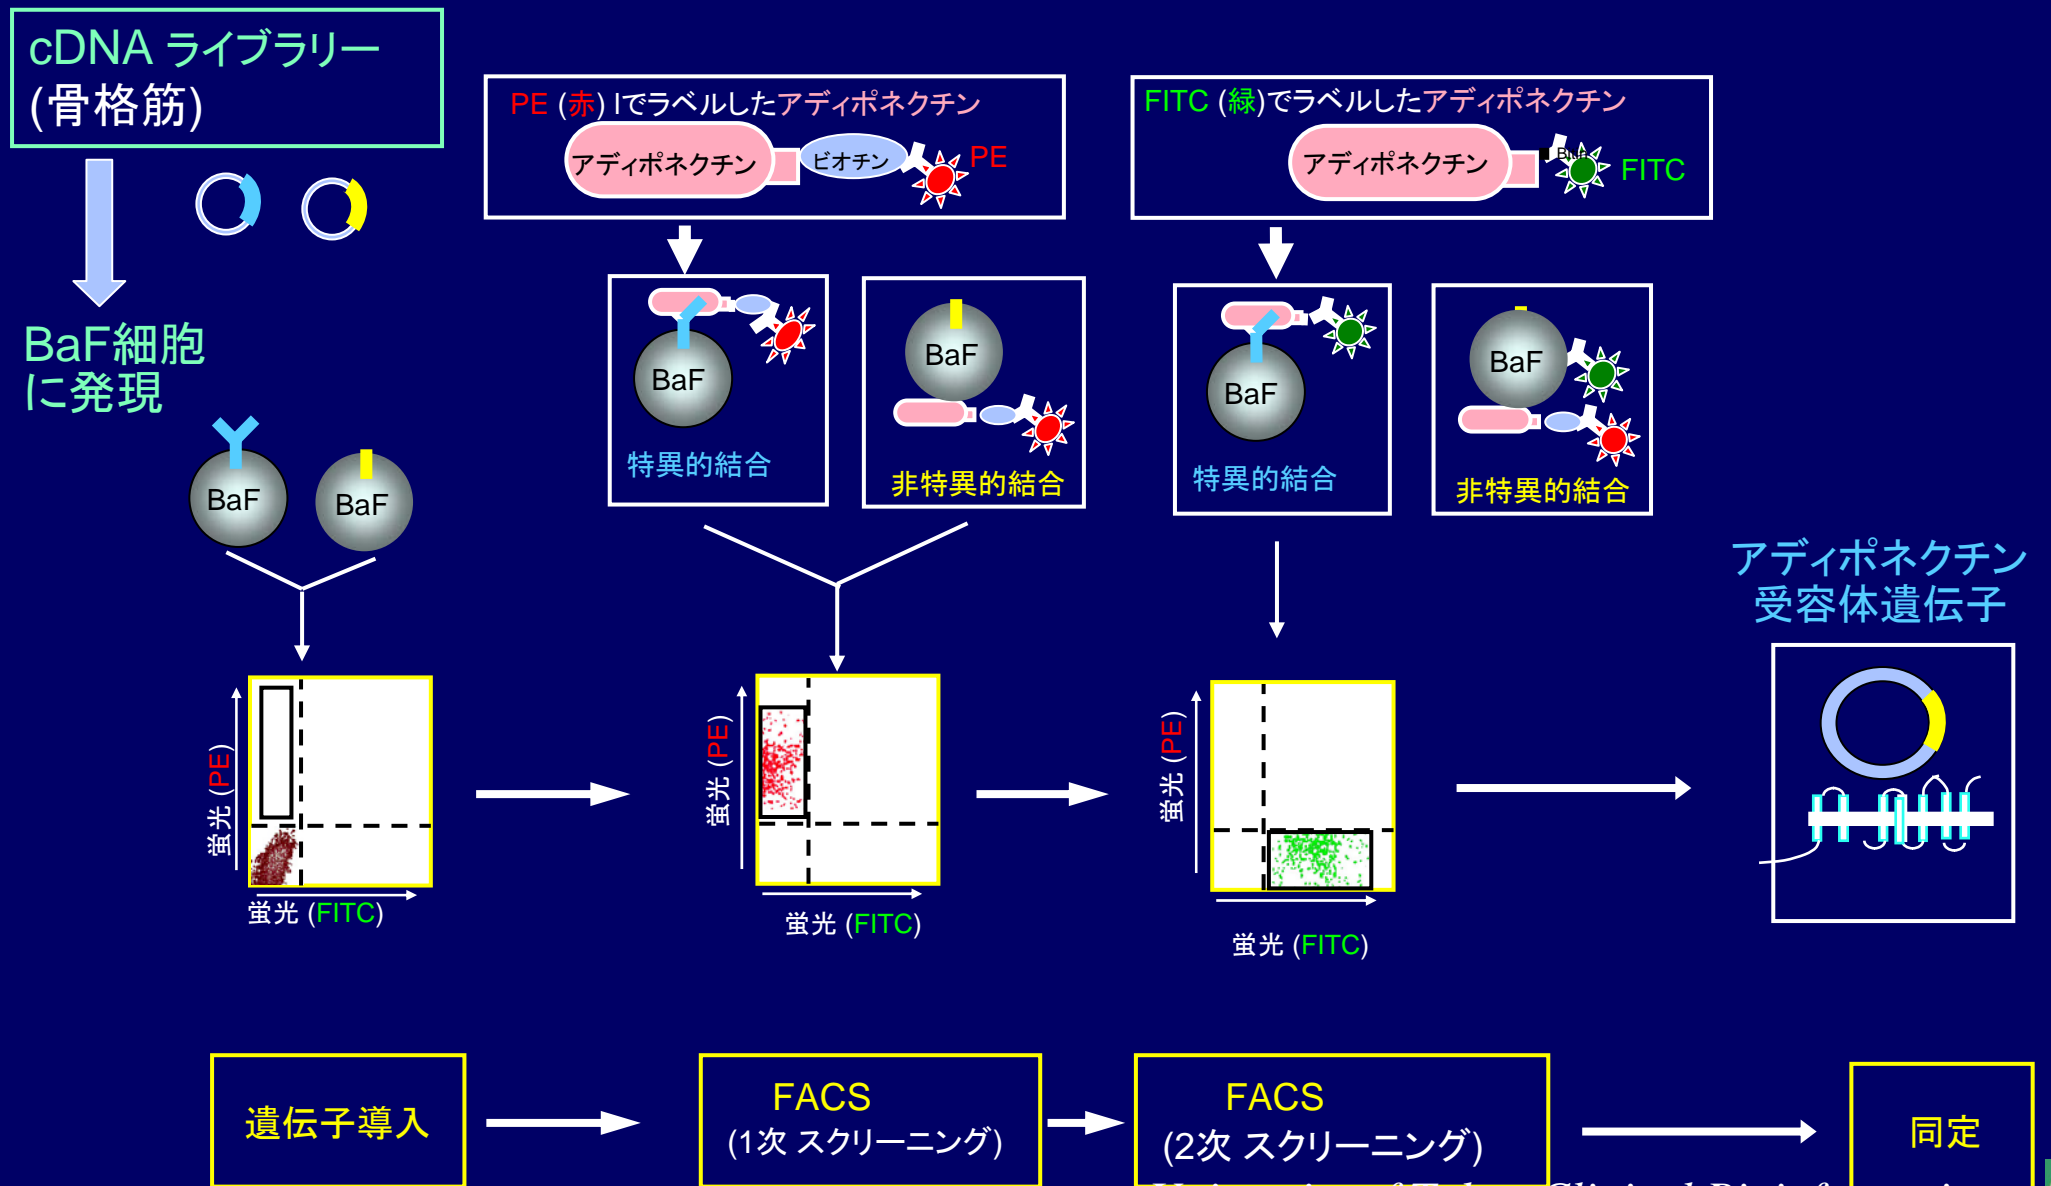 cDNA ライブラリー
(骨格筋)
BaF細胞
に発現
BaF
BaF
PE (赤) Iでラベルしたアディポネクチン
アディポネクチン
ビオチン
PE
FITC (緑)でラベルしたアディポネクチン
アディポネクチン
FITC
BaF
特異的結合
BaF
非特異的結合
BaF
特異的結合
BaF
非特異的結合
アディポネクチン
受容体遺伝子
蛍光 (PE)
蛍光 (FITC)
蛍光 (PE)
蛍光 (FITC)
蛍光 (PE)
蛍光 (FITC)
遺伝子導入
FACS
(1次 スクリーニング)
FACS
(2次 スクリーニング)
同定